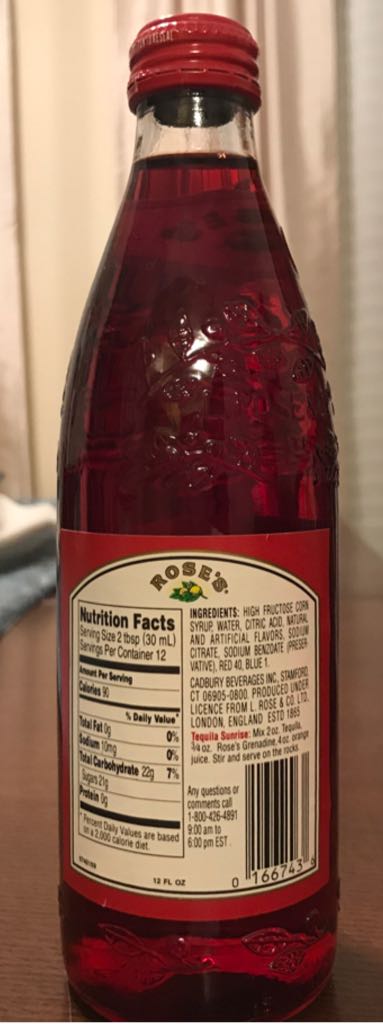 ROSE'S
Nutrition Facts
Serving Size 2 tbsp (30 mL)
Servings Per Container 12
Amount Per Serving
Calories 90
% Daily Value*
Total Fat 0g 0%
Sodium 10mg 0%
Total Carbohydrate 22g 7%
Sugars 21g
Protein 0g
* Percent Daily Values are based
on a 2,000 calorie diet.
12 FL OZ
INGREDIENTS: HIGH FRUCTOSE CORN
SYRUP, WATER, CITRIC ACID, NATURAL
AND ARTIFICIAL FLAVORS, SODIUM
CITRATE, SODIUM BENZOATE (PRESER
VATIVE), RED 40, BLUE 1.
CADBURY BEVERAGES INC., STAMFORD,
CT 06905-0800. PRODUCED UNDER
LICENCE FROM L. ROSE & CO. LTD.,
LONDON, ENGLAND ESTD 1865
Tequila Sunrise: Mix 2 oz. Tequila,
3/4 oz. Rose's Grenadine, 4 oz. orange
juice. Stir and serve on the rocks.
Any questions or
comments call
1-800-426-4891
9:00 am to
6:00 pm EST.
0 166743 6